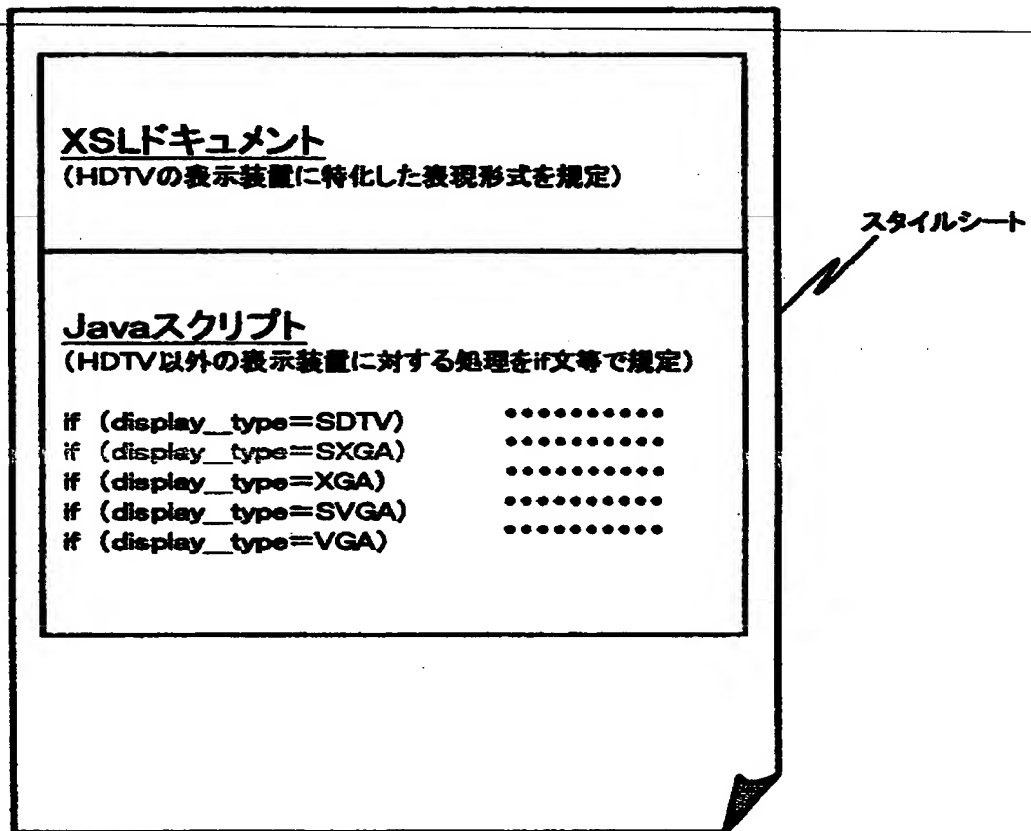 XSLドキュメント
(HDTVの表示装置に特化した表現形式を規定)
スタイルシート
Javaスクリプト
(HDTV以外の表示装置に対する処理をif文等で規定)
if (display__type=SDTV) ••••••••••
if (display__type=SXGA) ••••••••••
if (display__type=XGA) ••••••••••
if (display__type=SVGA) ••••••••••
if (display__type=VGA) ••••••••••